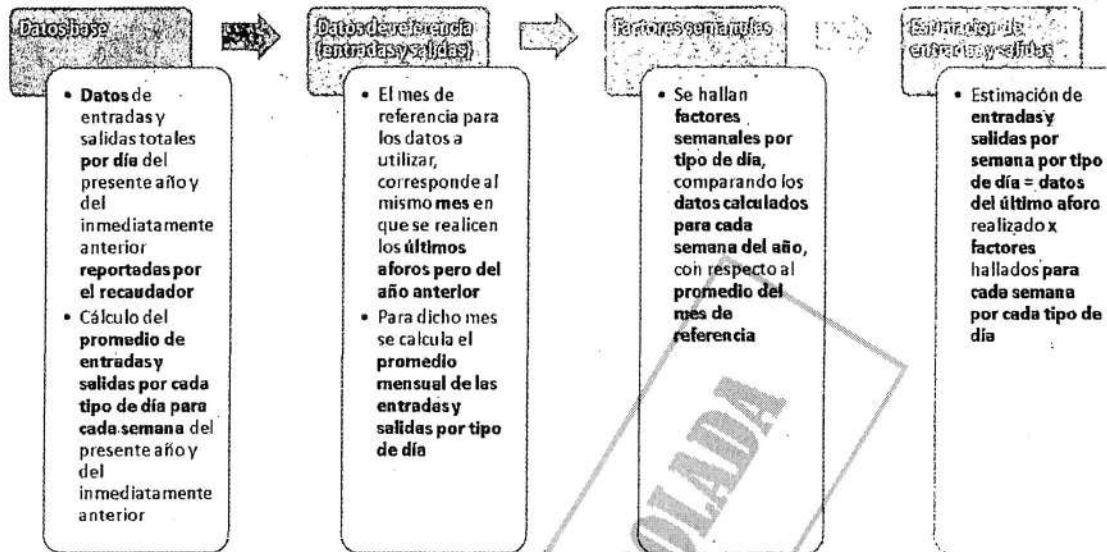 Datos base
Datos de referencia
(entradas y salidas)
Factores semanales
Estimación de
entradas y salidas
• Datos de
entradas y
salidas totales
por día del
presente año y
del
inmediatamente
anterior
reportadas por
el recaudador
• Cálculo del
promedio de
entradas y
salidas por cada
tipo de día para
cada semana del
presente año y
del
inmediatamente
anterior
• El mes de
referencia para
los datos a
utilizar,
corresponde al
mismo mes en
que se realicen
los últimos
aforos pero del
año anterior
• Para dicho mes
se calcula el
promedio
mensual de las
entradas y
salidas por tipo
de día
• Se hallan
factores
semanales por
tipo de día,
comparando los
datos calculados
para cada
semana del año,
con respecto al
promedio del
mes de
referencia
• Estimación de
entradas y
salidas por
semana por tipo
de día = datos
del último aforo
realizado x
factores
hallados para
cada semana
por cada tipo de
día
OLADA